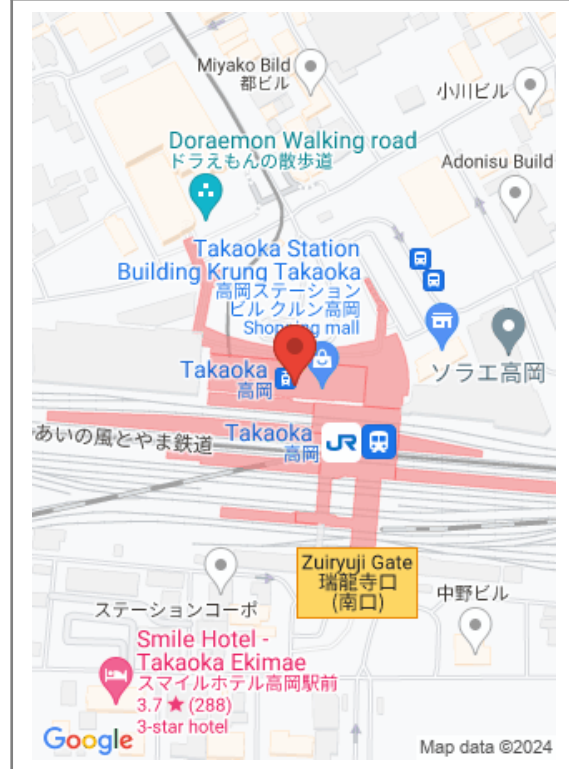 Miyako Bild
都ビル
小川ビル
Doraemon Walking road
ドラえもんの散歩道
Adonisu Build
Takaoka Station
Building Krung Takaoka
高岡ステーション
ビル クルン高岡
Shopping mall
ソラエ高岡
Takaoka
高岡
あいの風とやま鉄道
Takaoka
高岡
JR
Zuiryuji Gate
瑞龍寺口
(南口)
ステーションコーポ
中野ビル
Smile Hotel -
Takaoka Ekimae
スマイルホテル高岡駅前
3.7 ★ (288)
3-star hotel
Google
Map data ©2024